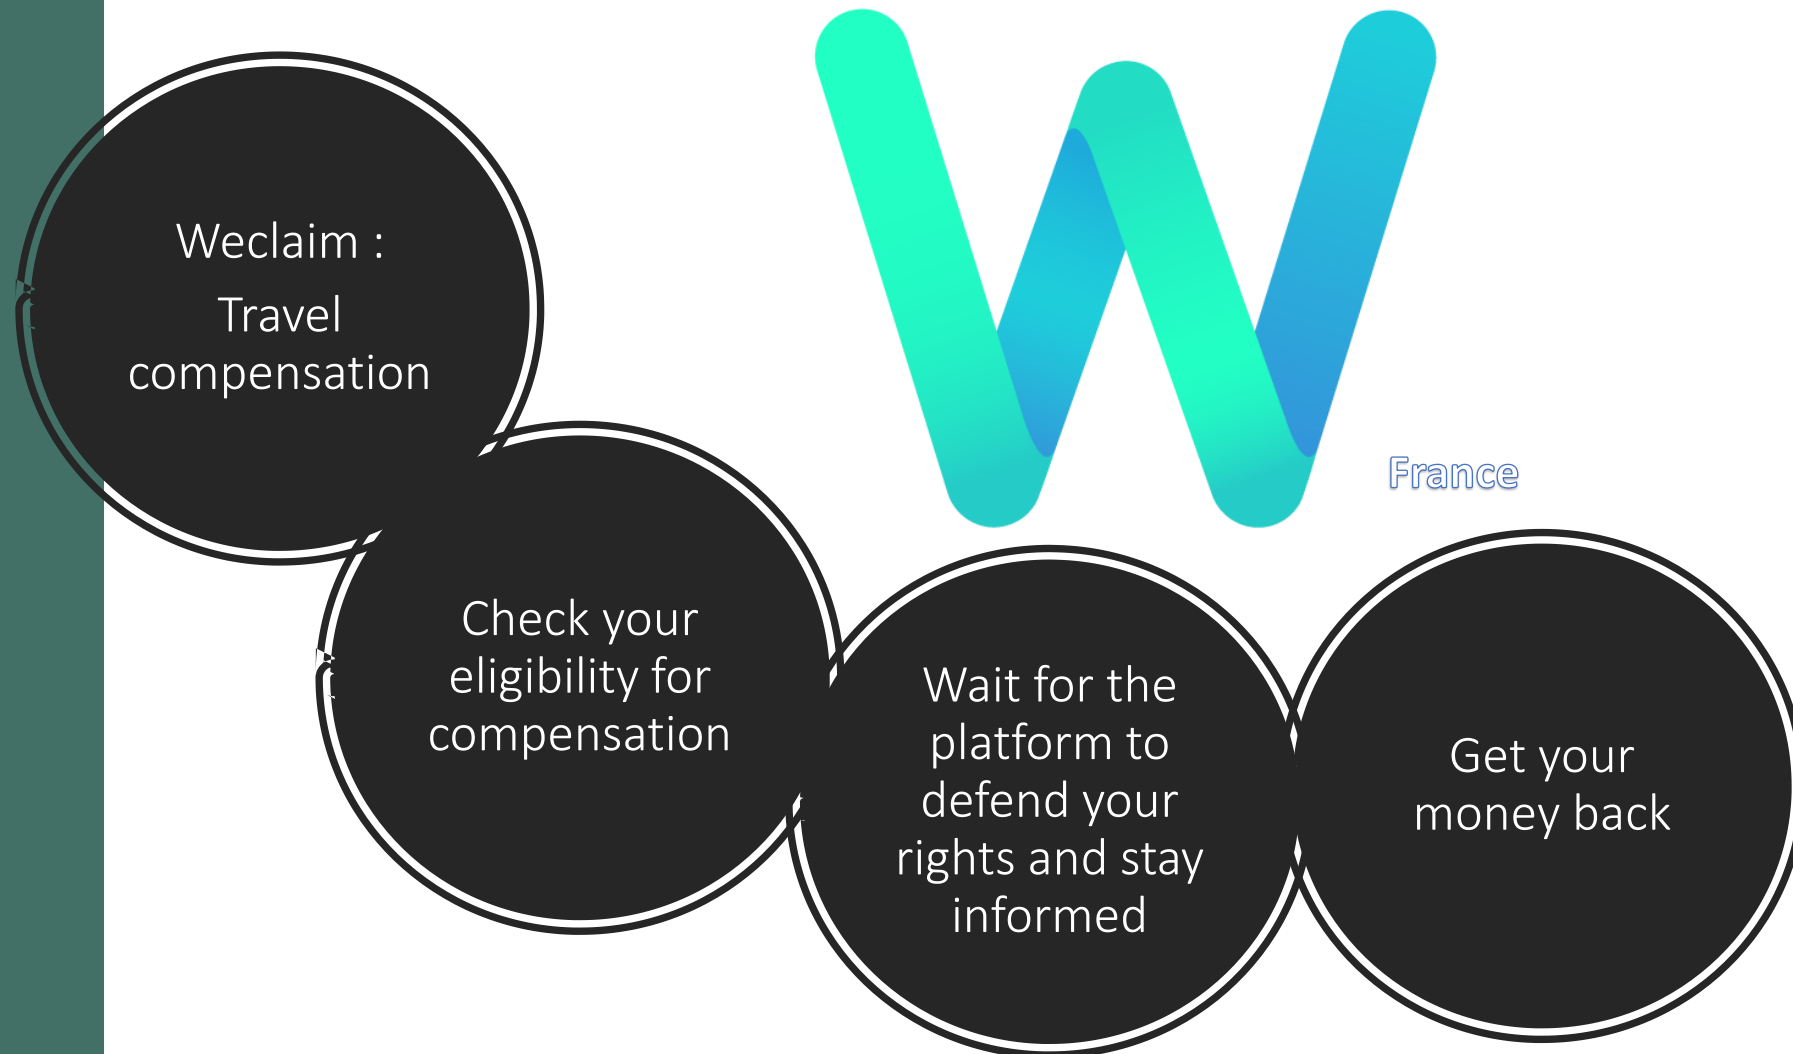 Weclaim :
Travel
compensation
Check your
eligibility for
compensation
Wait for the
platform to
defend your
rights and stay
informed
Get your
money back
France